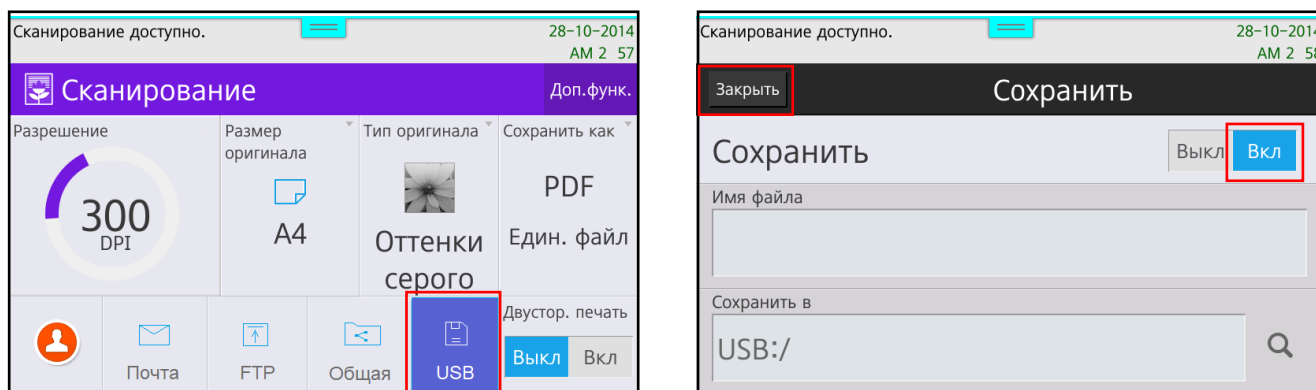 Сканирование доступно.
28-10-2014
AM 2 57
Сканирование
Доп.функ.
Разрешение
300
DPI
Размер
оригинала
A4
Тип оригинала
Оттенки
серого
Сохранить как
PDF
Един. файл
Почта
FTP
Общая
USB
Двустор. печать
Выкл Вкл
Сканирование доступно.
28-10-2014
AM 2 58
Закрыть
Сохранить
Сохранить
Выкл Вкл
Имя файла
Сохранить в
USB:/